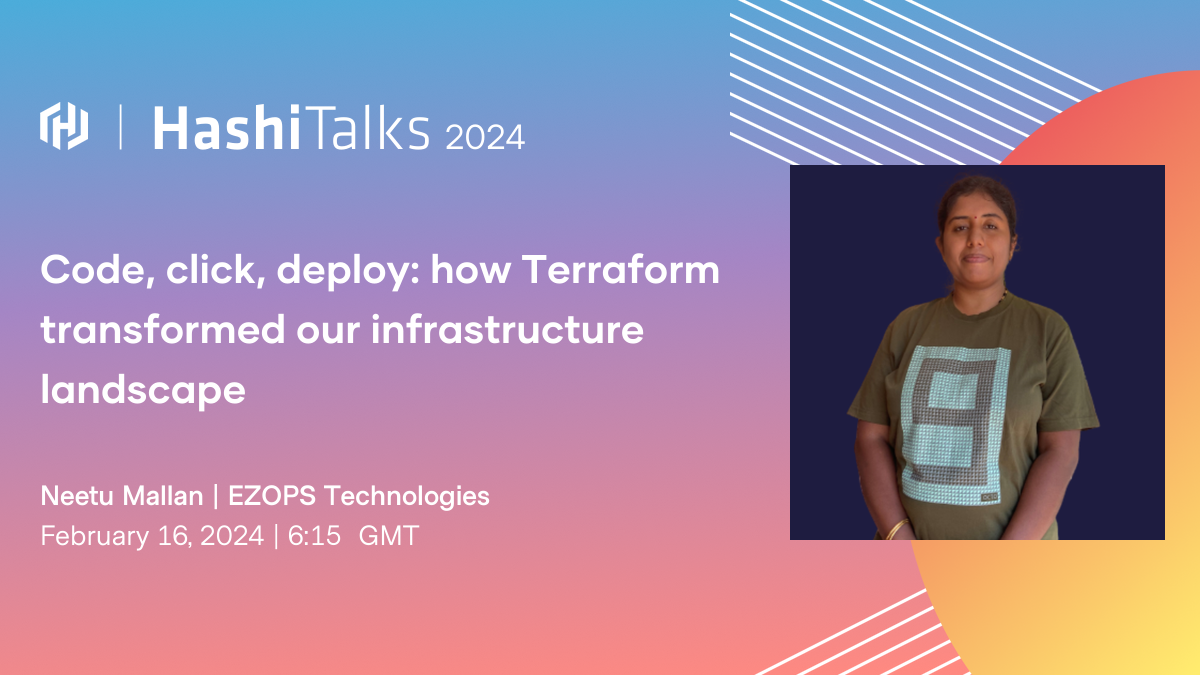 HashiTalks 2024
Code, click, deploy: how Terraform
transformed our infrastructure
landscape
Neetu Mallan | EZOPS Technologies
February 16, 2024 | 6:15 GMT